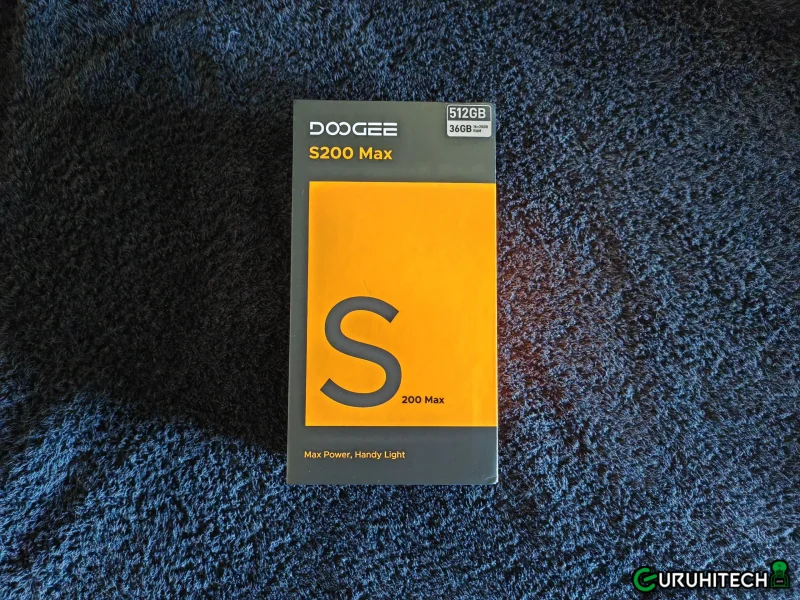 DOOGEE
S200 Max
512GB
36GB
S
200 Max
Max Power, Handy Light
GURUHITECH